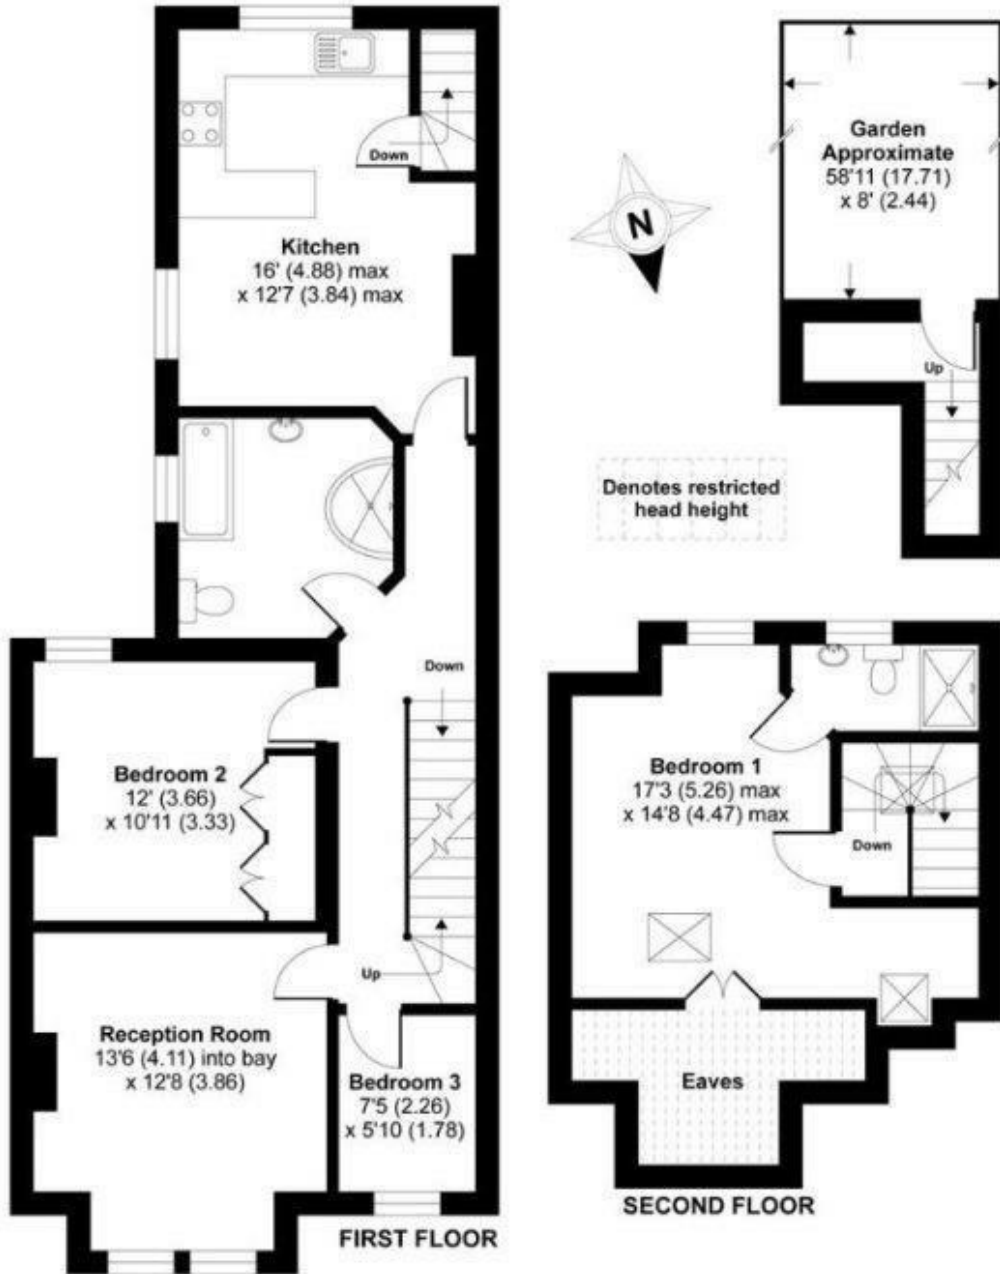 Down
Kitchen
16' (4.88) max
x 12'7 (3.84) max
Down
Bedroom 2
12' (3.66)
x 10'11 (3.33)
Up
Reception Room
13'6 (4.11) into bay
x 12'8 (3.86)
Bedroom 3
7'5 (2.26)
x 5'10 (1.78)
FIRST FLOOR
N
Garden
Approximate
58'11 (17.71)
x 8' (2.44)
Up
Denotes restricted
head height
Bedroom 1
17'3 (5.26) max
x 14'8 (4.47) max
Down
Eaves
SECOND FLOOR